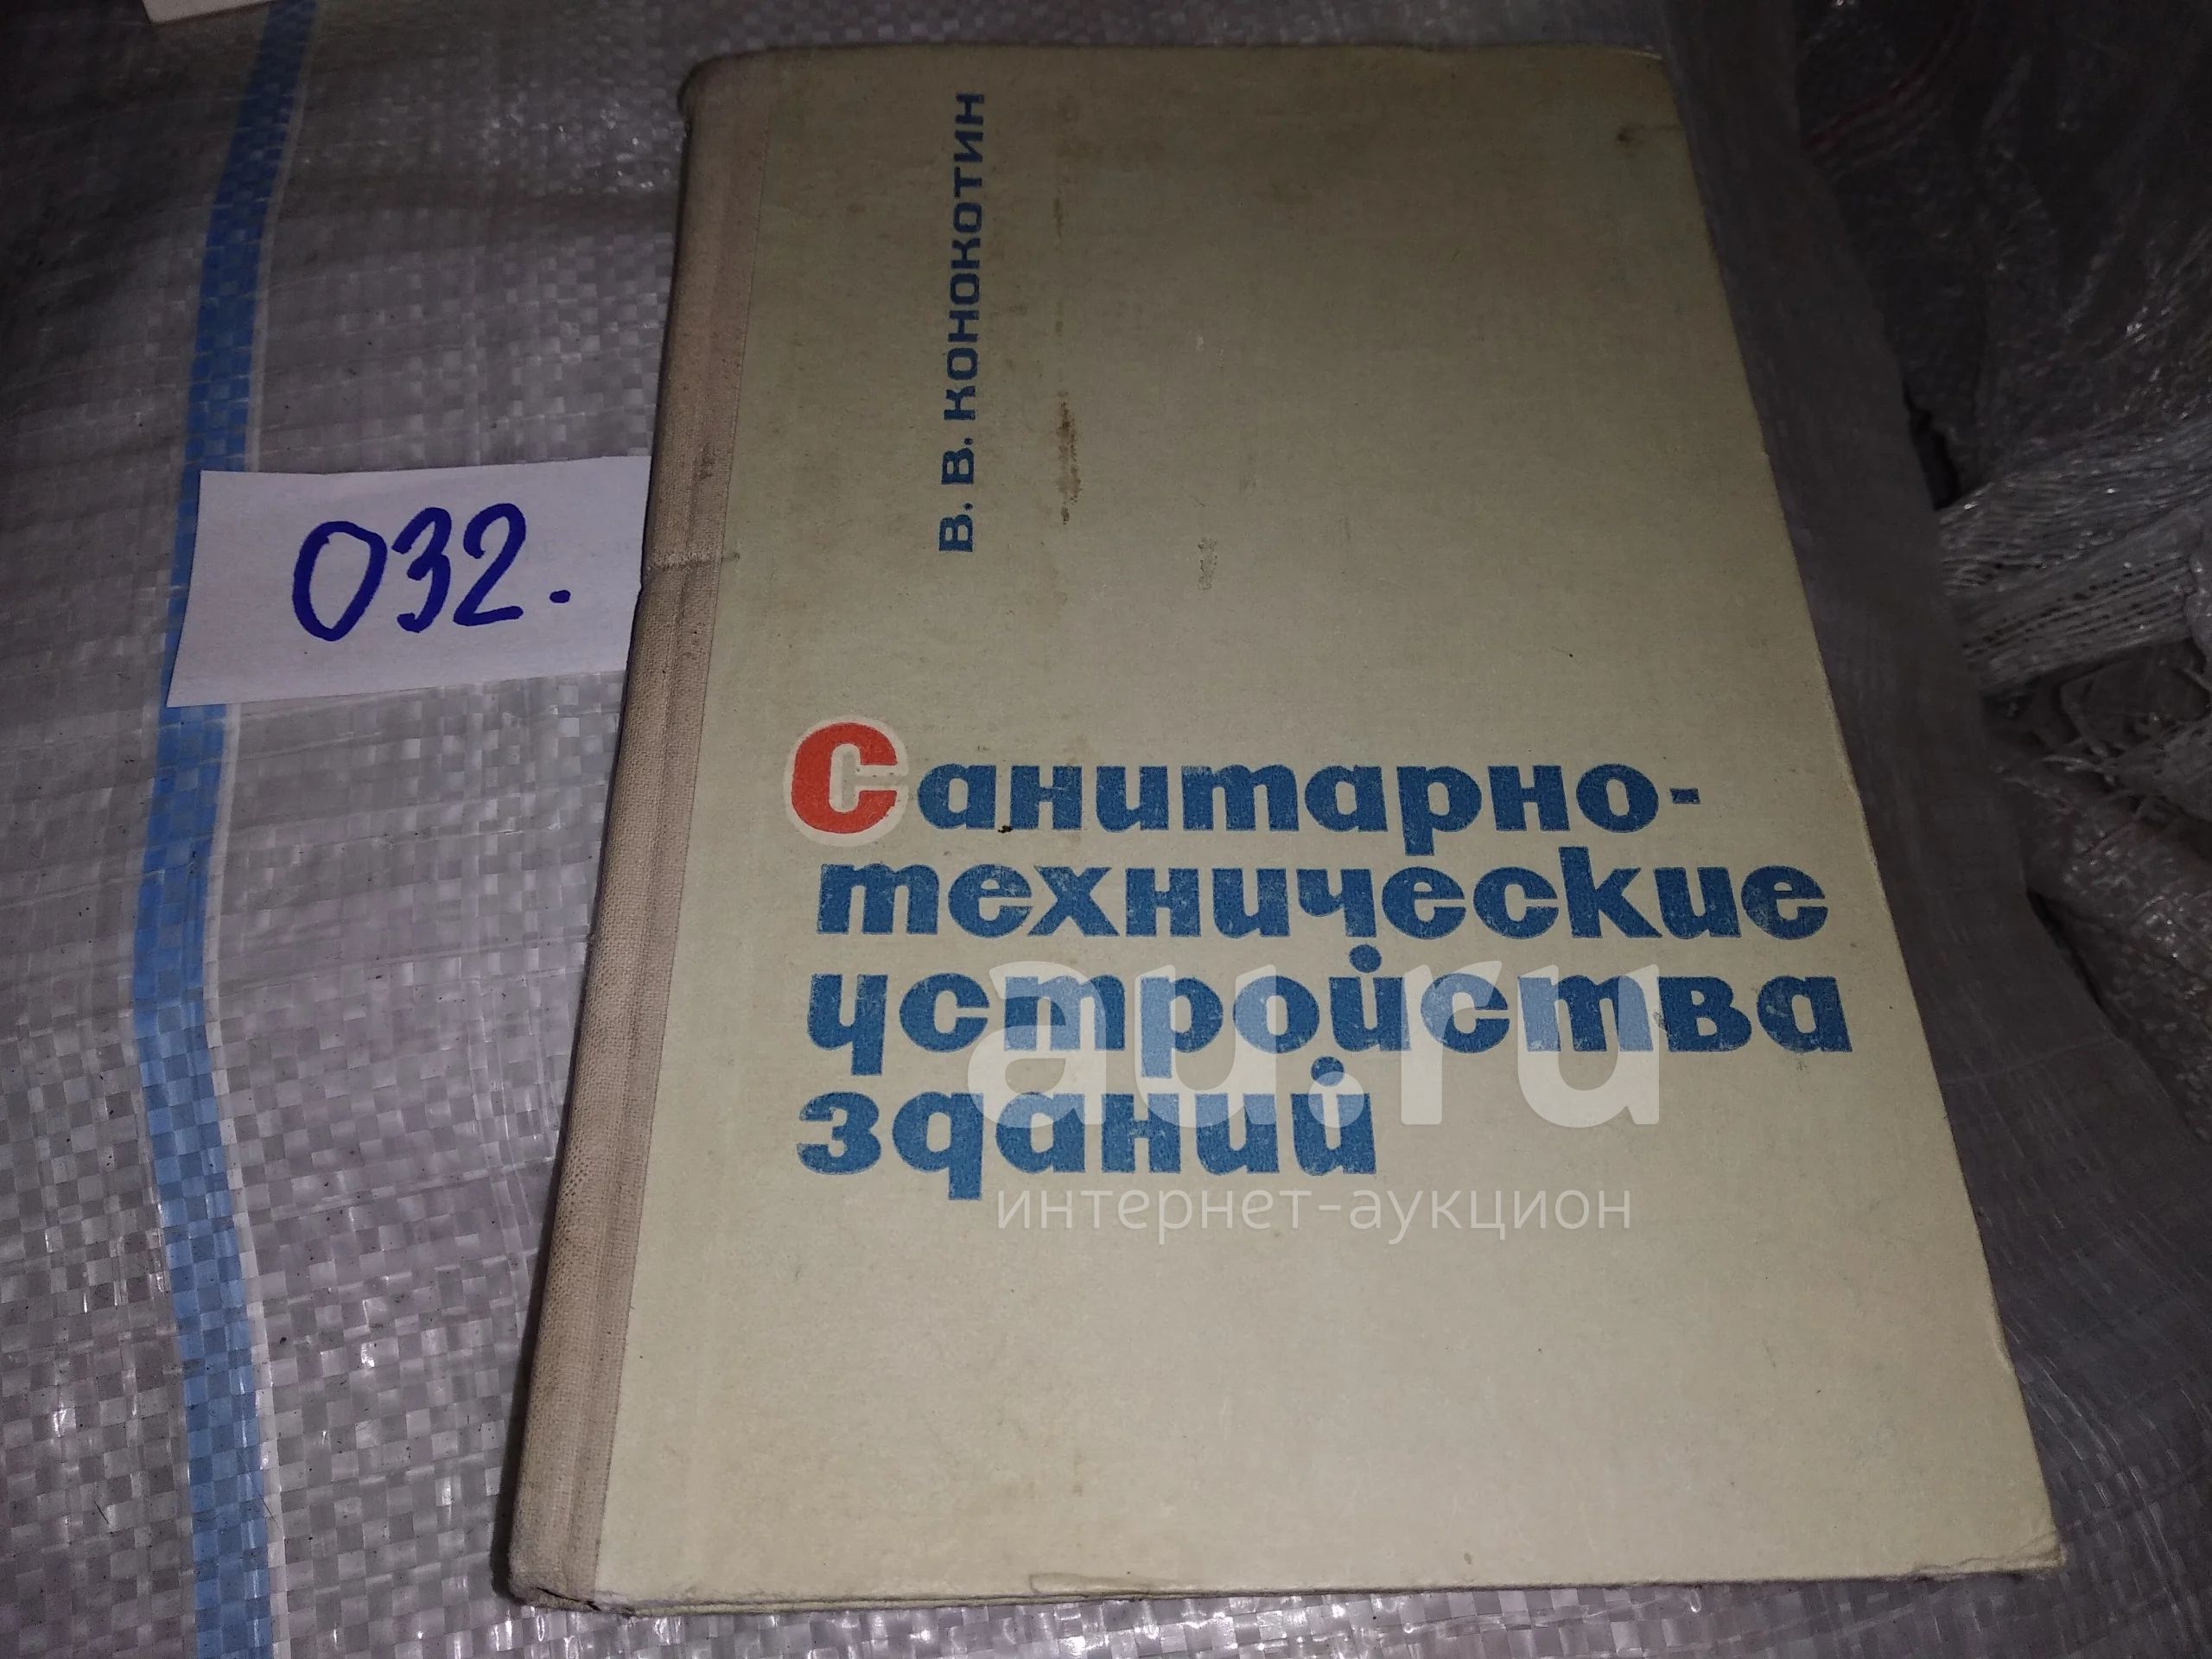 032.
В. В. КОНОКОТИН
Санитарно-
технические
устройства
зданий
au.ru
интернет-аукцион